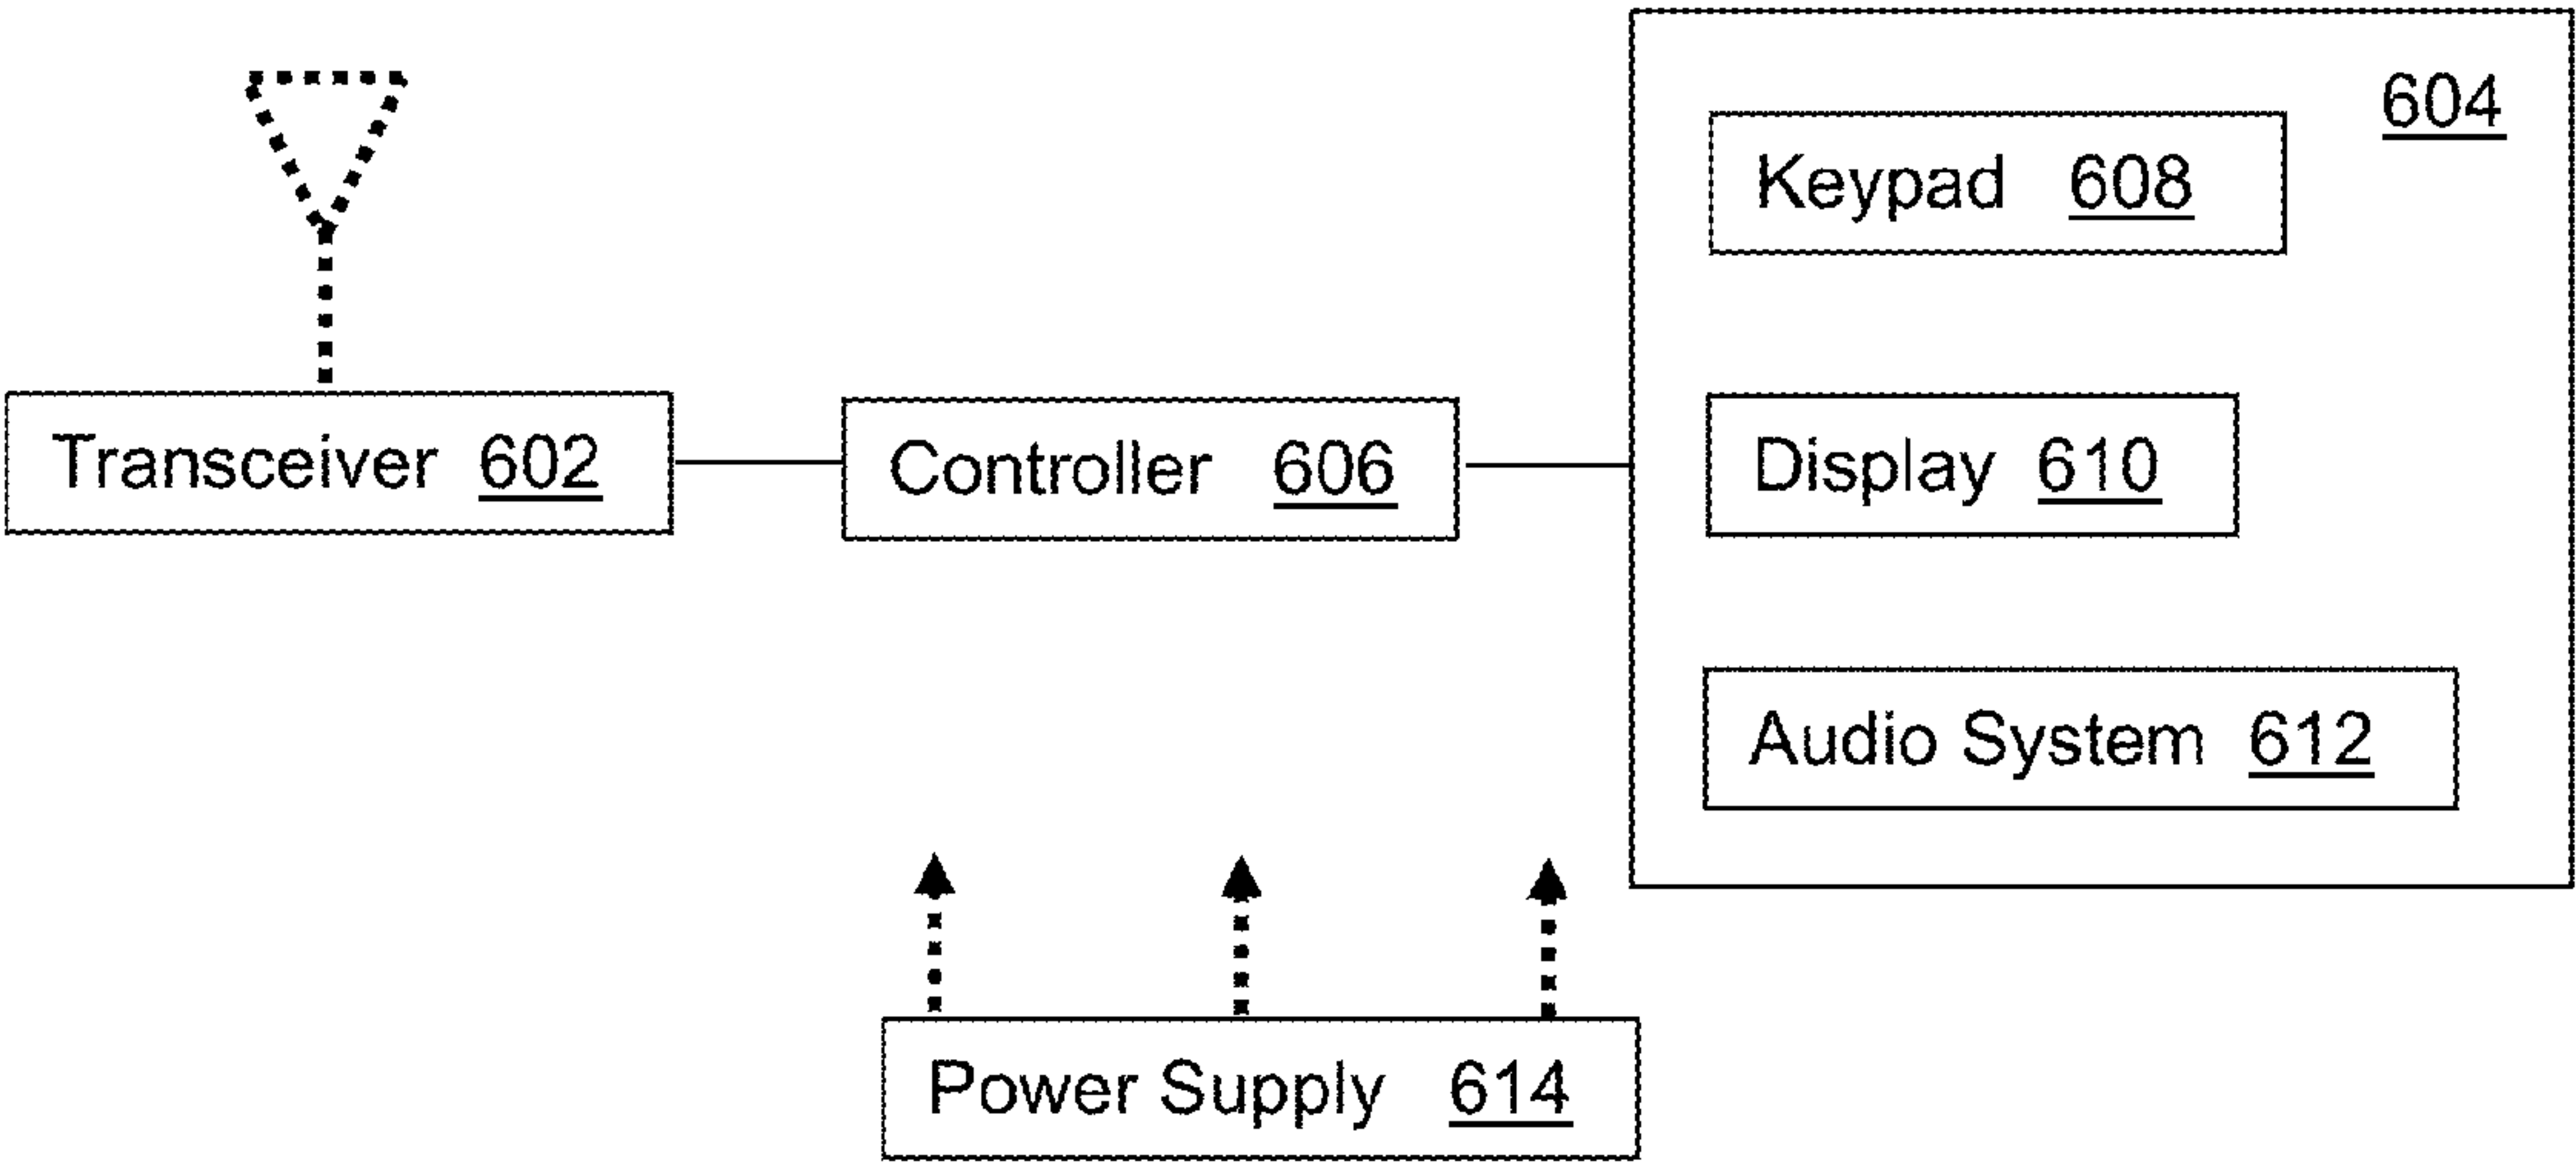 604
Keypad 608
Transceiver 602
Controller 606
Display 610
Audio System 612
Power Supply 614